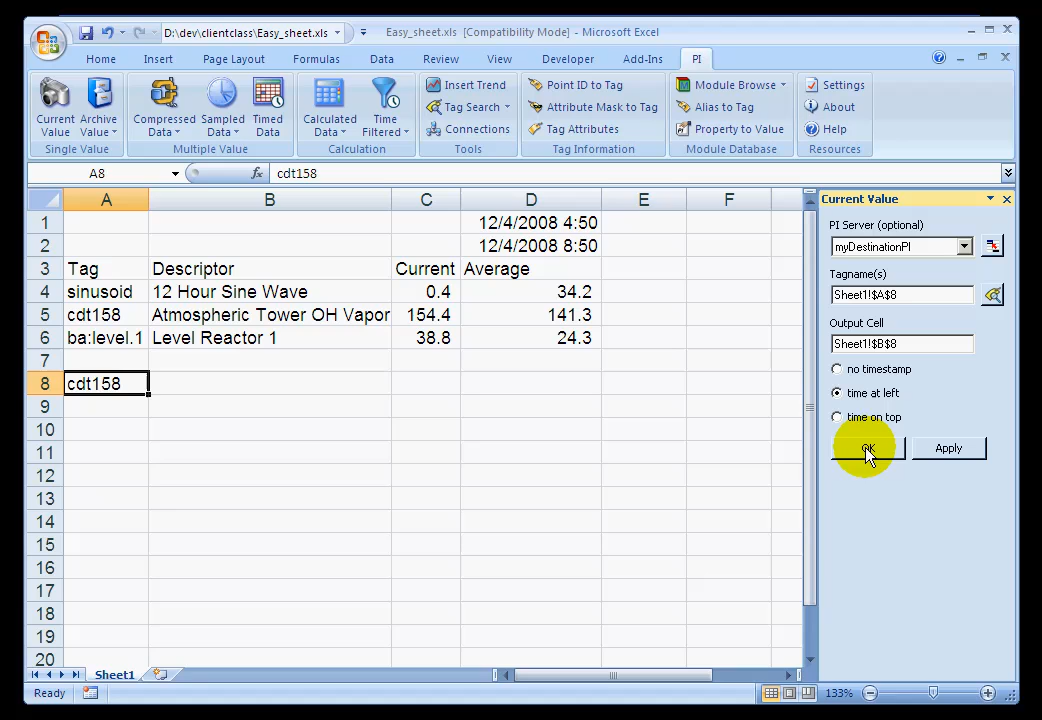 D:\dev\clientclass\Easy_sheet.xls
Easy_sheet.xls [Compatibility Mode] - Microsoft Excel
Home Insert Page Layout Formulas Data Review View Developer Add-Ins PI
Current Value
Archive Value
Compressed Data
Sampled Data
Timed Data
Calculated Data
Time Filtered
Insert Trend
Tag Search
Connections
Point ID to Tag
Attribute Mask to Tag
Tag Attributes
Module Browse
Alias to Tag
Property to Value
Settings
About
Help
Single Value Multiple Value Calculation Tools Tag Information Module Database Resources
A8 fx cdt158
A B C D E F
1 12/4/2008 4:50
2 12/4/2008 8:50
3 Tag Descriptor Current Average
4 sinusoid 12 Hour Sine Wave 0.4 34.2
5 cdt158 Atmospheric Tower OH Vapor 154.4 141.3
6 ba:level.1 Level Reactor 1 38.8 24.3
7
8 cdt158
9
10
11
12
13
14
15
16
17
18
19
20
Current Value
PI Server (optional)
myDestinationPI
Tagname(s)
Sheet1!$A$8
Output Cell
Sheet1!$B$8
no timestamp
time at left
time on top
OK Apply
Sheet1
Ready 133%